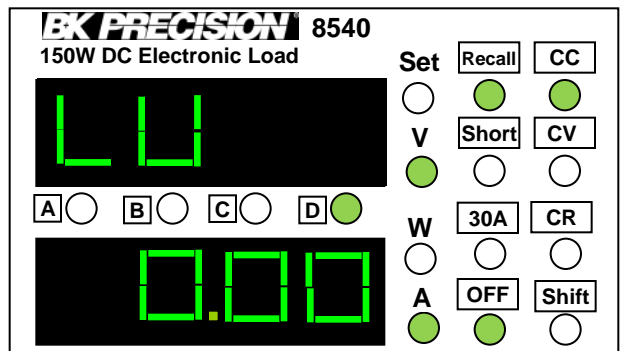 BK PRECISION 8540
150W DC Electronic Load
Set Recall CC
LU
V Short CV
A B C D
W 30A CR
0.00
A OFF Shift